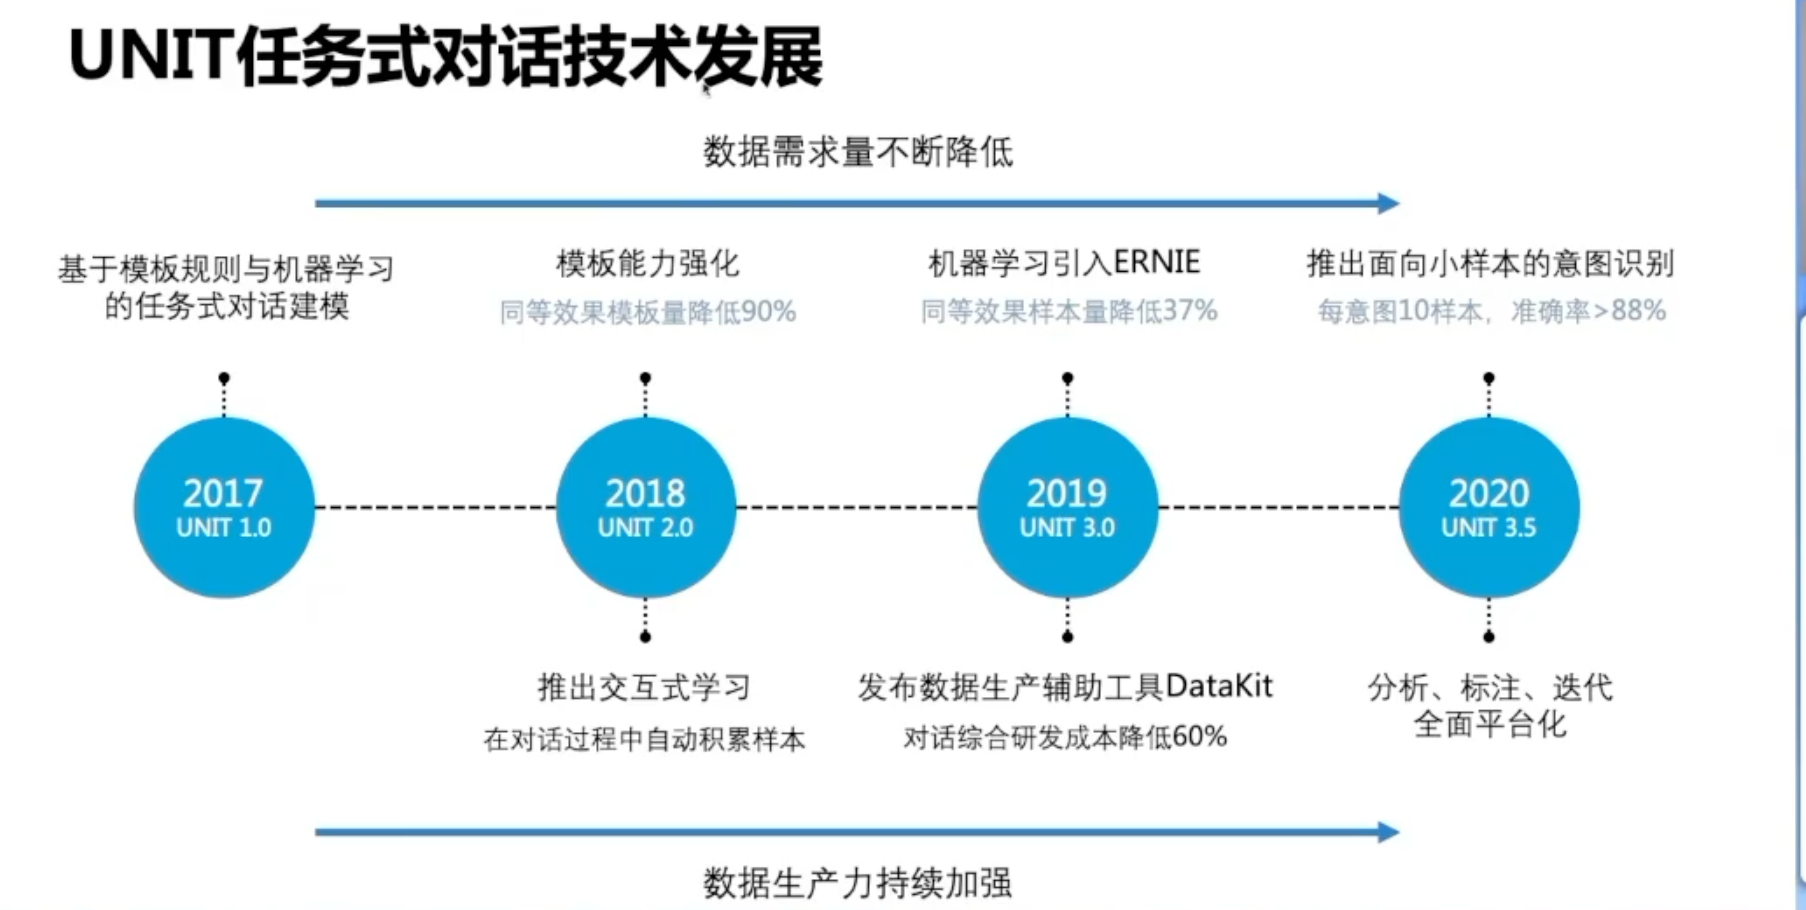 UNIT任务式对话技术发展
数据需求量不断降低
基于模板规则与机器学习
的任务式对话建模
模板能力强化
同等效果模板量降低90%
机器学习引入ERNIE
同等效果样本量降低37%
推出面向小样本的意图识别
每意图10样本，准确率>88%
2017
UNIT 1.0
2018
UNIT 2.0
2019
UNIT 3.0
2020
UNIT 3.5
推出交互式学习
在对话过程中自动积累样本
发布数据生产辅助工具DataKit
对话综合研发成本降低60%
分析、标注、迭代
全面平台化
数据生产力持续加强